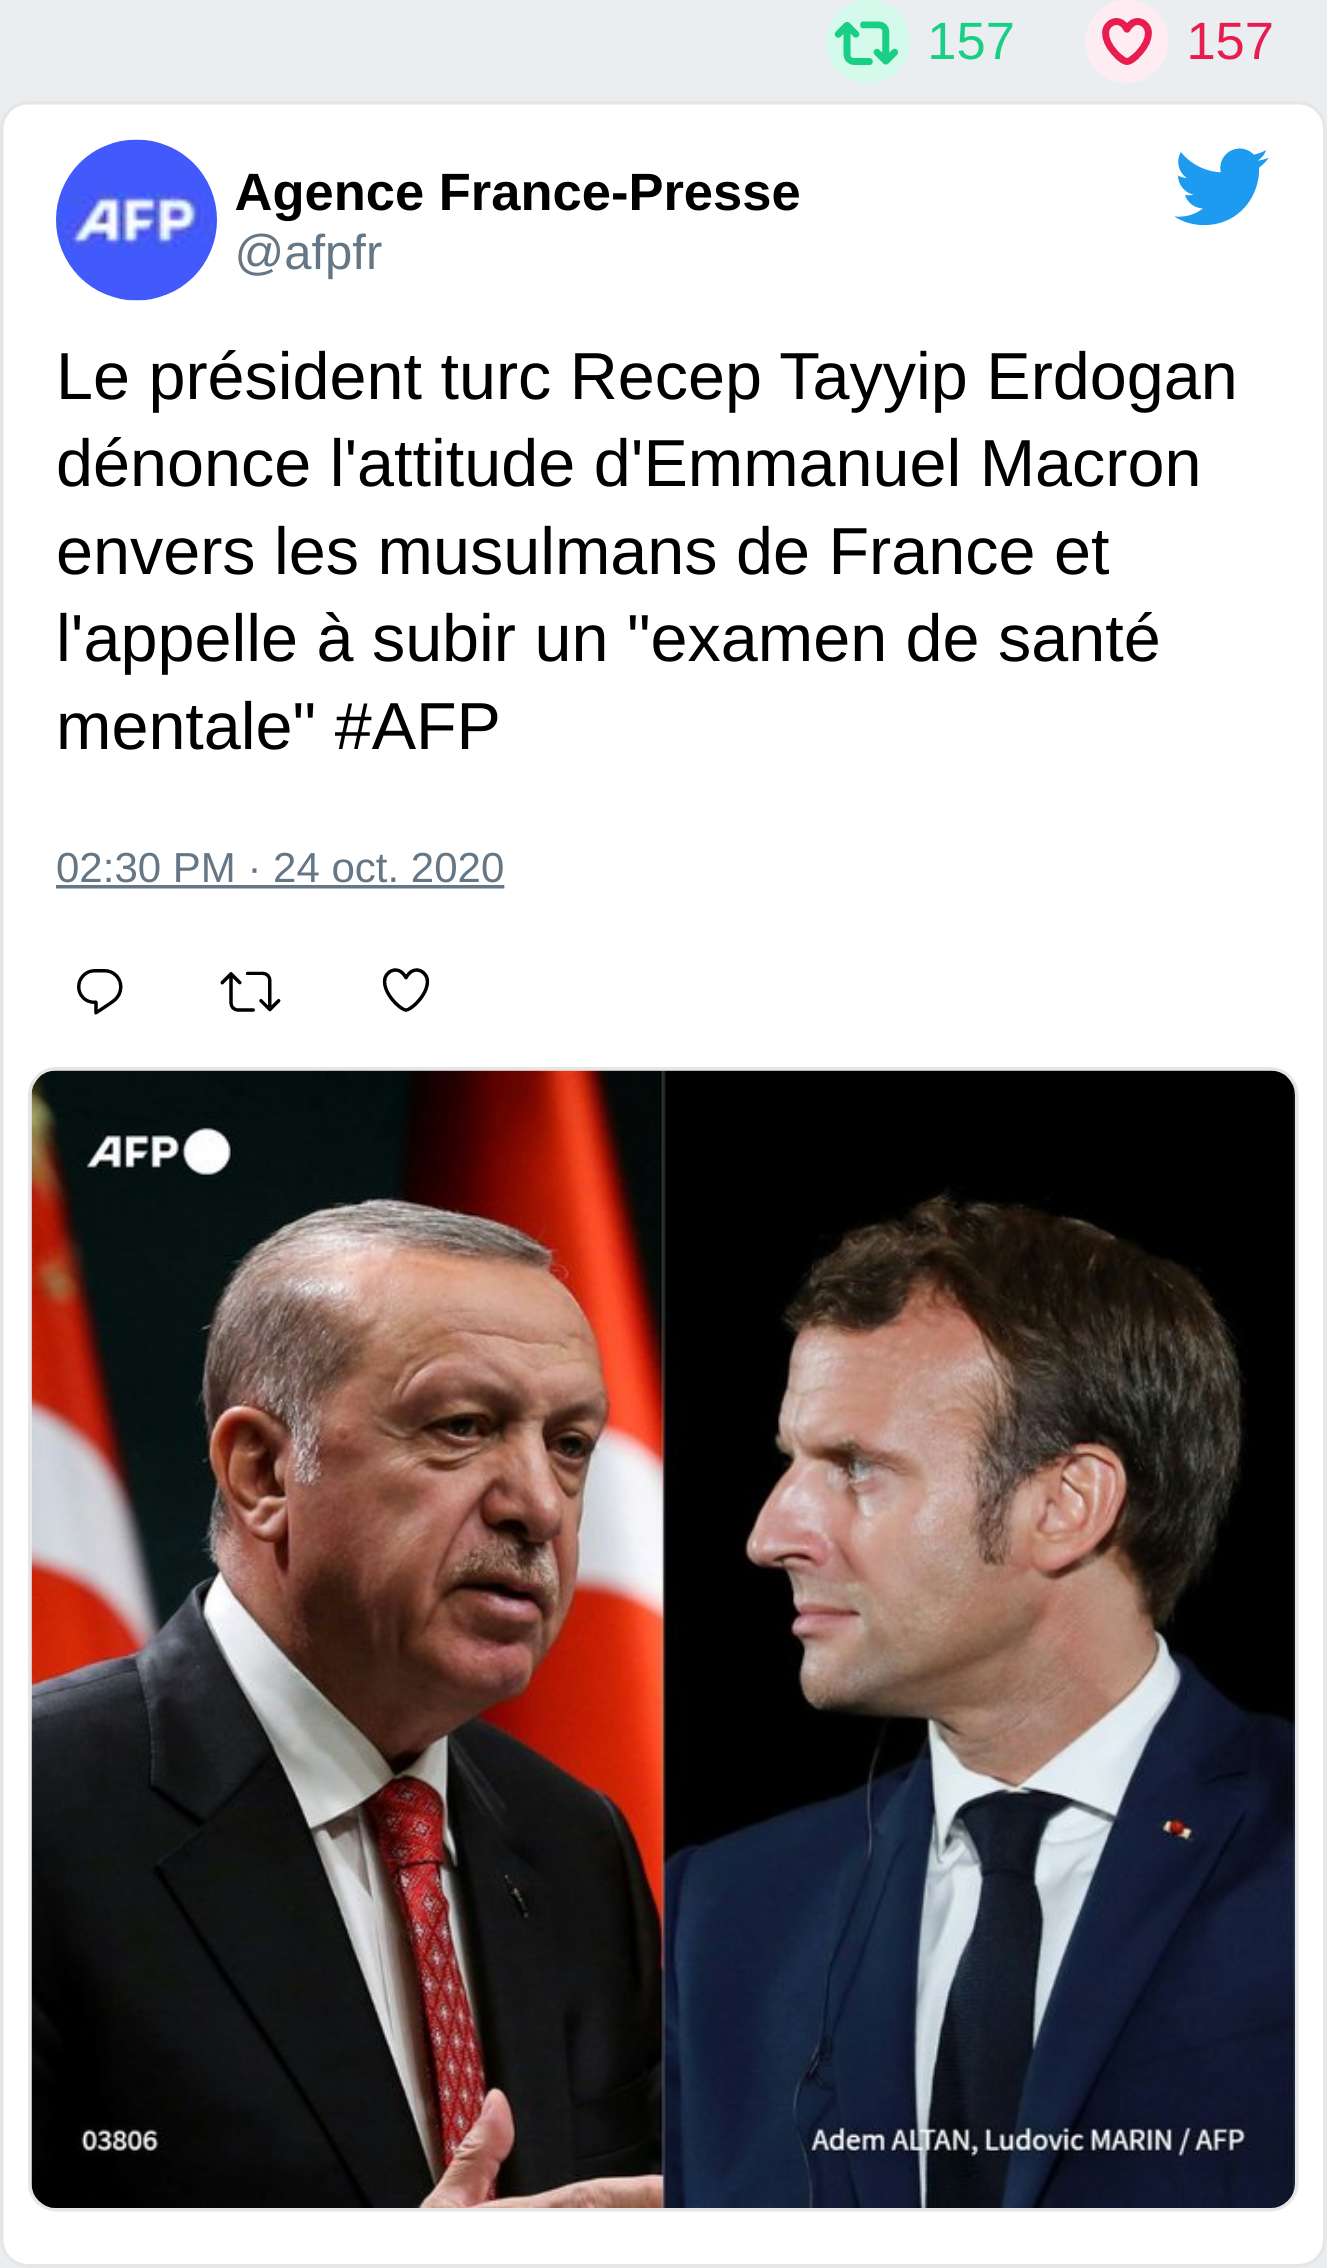 157 157
AFP
Agence France-Presse
@afpfr
Le président turc Recep Tayyip Erdogan
dénonce l'attitude d'Emmanuel Macron
envers les musulmans de France et
l'appelle à subir un "examen de santé
mentale" #AFP
02:30 PM · 24 oct. 2020
AFP
03806
Adem ALTAN, Ludovic MARIN / AFP